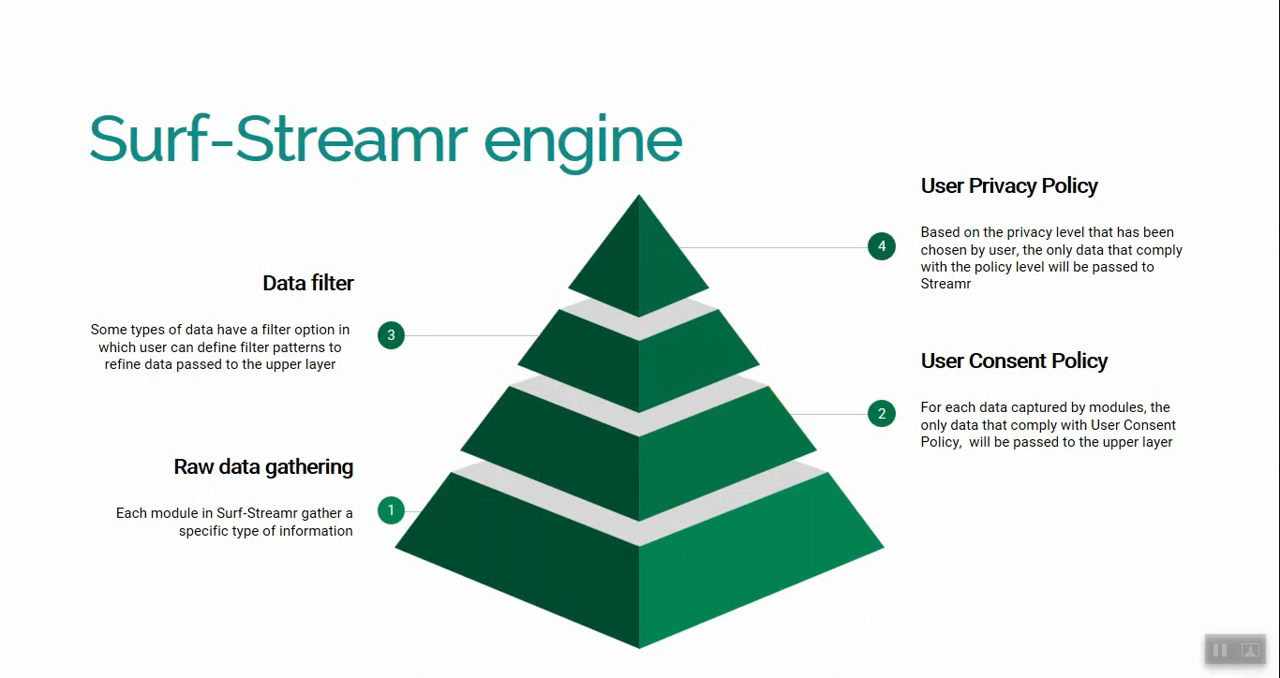 Surf-Streamr engine
User Privacy Policy
4
Based on the privacy level that has been
chosen by user, the only data that comply
with the policy level will be passed to
Streamr
Data filter
3
Some types of data have a filter option in
which user can define filter patterns to
refine data passed to the upper layer
User Consent Policy
2
For each data captured by modules, the
only data that comply with User Consent
Policy,  will be passed to the upper layer
Raw data gathering
1
Each module in Surf-Streamr gather a
specific type of information